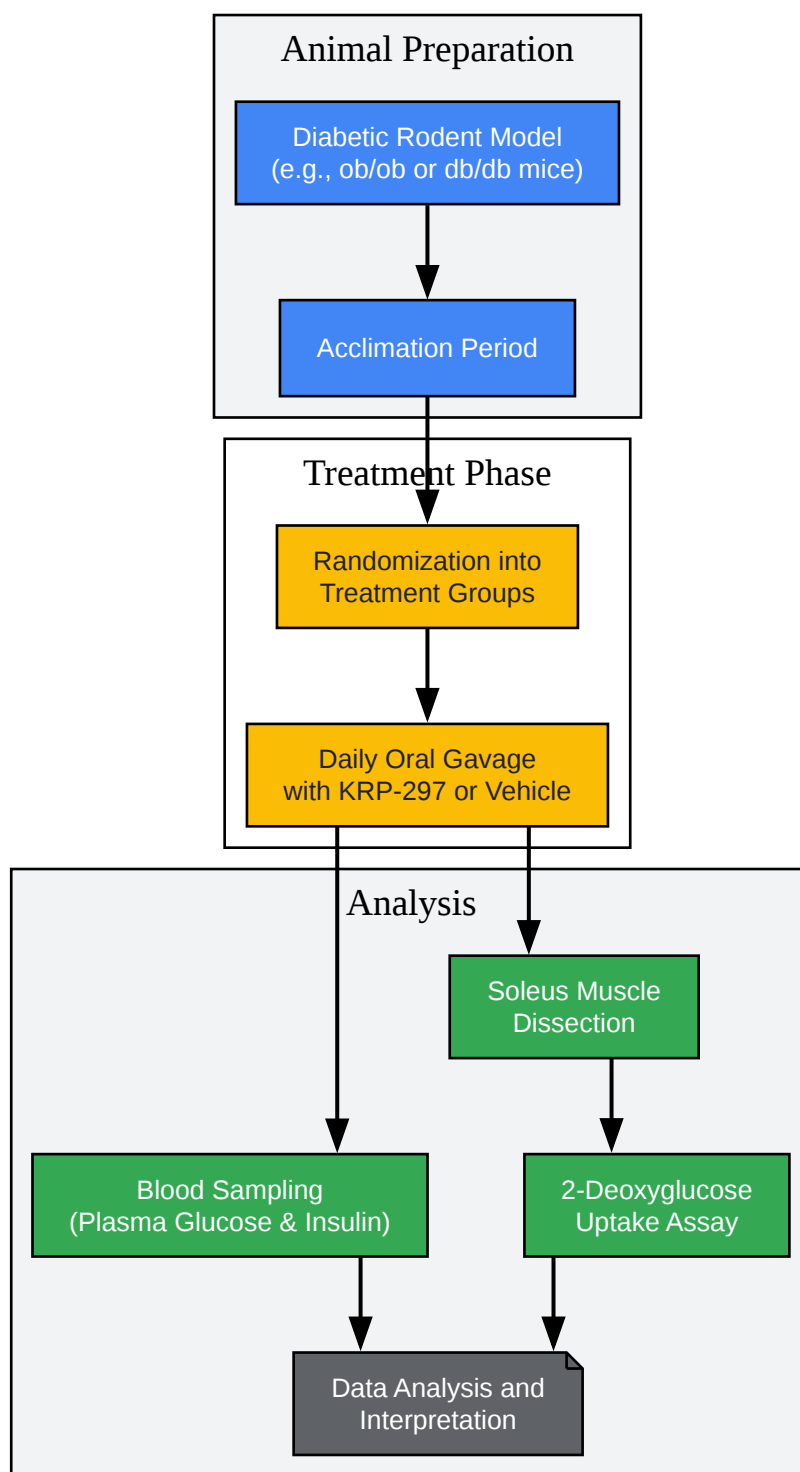 Animal Preparation
Diabetic Rodent Model
(e.g., ob/ob or db/db mice)
Acclimation Period
Treatment Phase
Randomization into
Treatment Groups
Daily Oral Gavage
with KRP-297 or Vehicle
Analysis
Soleus Muscle
Dissection
Blood Sampling
(Plasma Glucose & Insulin)
2-Deoxyglucose
Uptake Assay
Data Analysis and
Interpretation